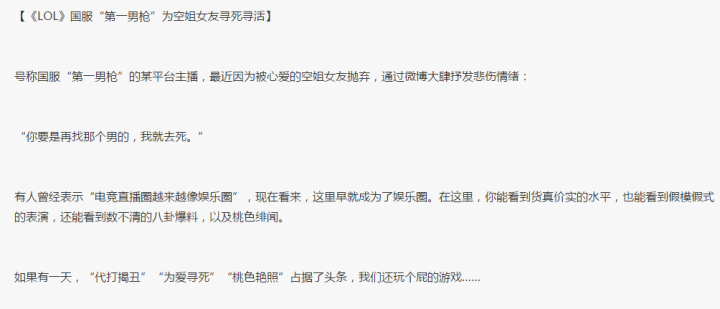 【《LOL》国服“第一男枪”为空姐女友寻死寻活】
号称国服“第一男枪”的某平台主播，最近因为被心爱的空姐女友抛弃，通过微博大肆抒发悲伤情绪：
“你要是再找那个男的，我就去死。”
有人曾经表示“电竞直播圈越来越像娱乐圈”，现在看来，这里早就成为了娱乐圈。在这里，你能看到货真价实的水平，也能看到假模假式
的表演，还能看到数不清的八卦爆料，以及桃色绯闻。
如果有一天，“代打揭丑”“为爱寻死”“桃色艳照”占据了头条，我们还玩个屁的游戏......